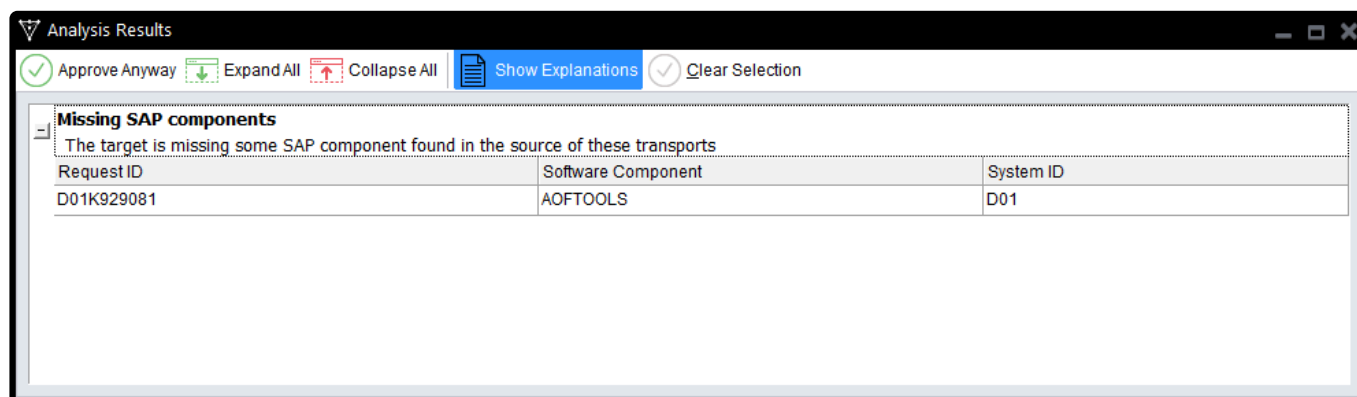 Analysis Results
Approve Anyway Expand All Collapse All Show Explanations Clear Selection
Missing SAP components
The target is missing some SAP component found in the source of these transports
Request ID Software Component System ID
D01K929081 AOFTOOLS D01